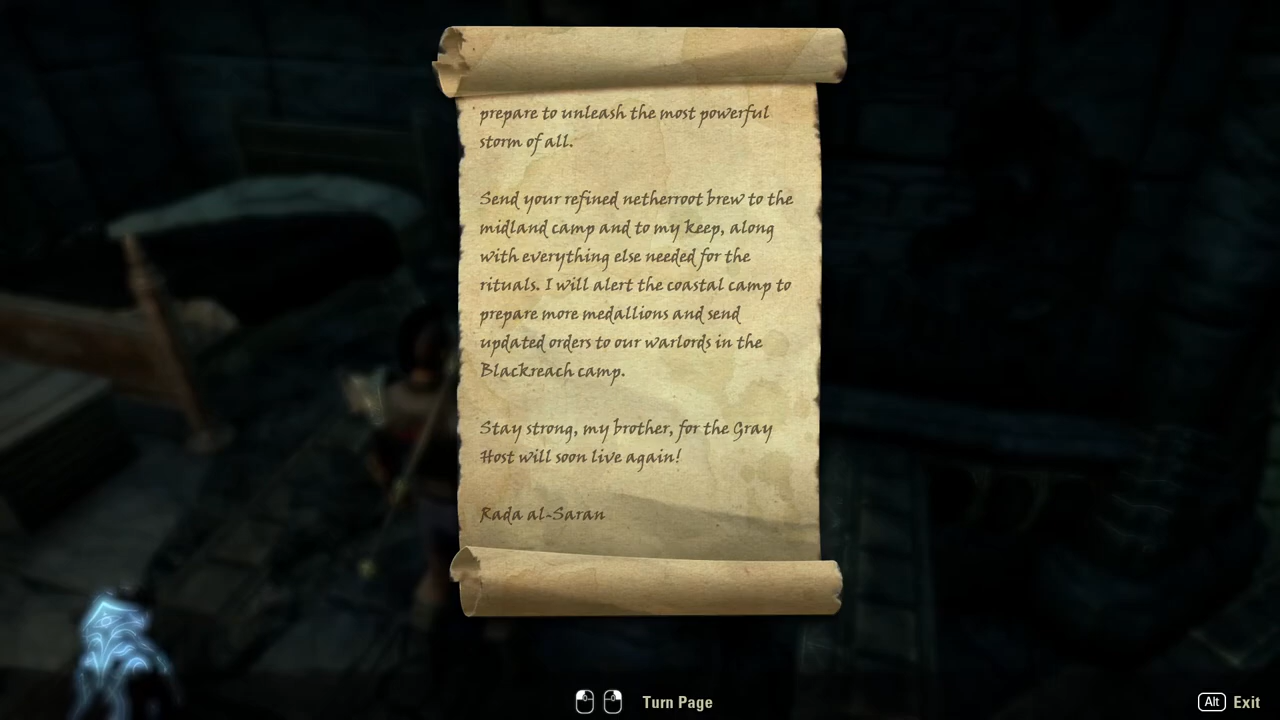 prepare to unleash the most powerful
storm of all.
Send your refined netherroot brew to the
midland camp and to my keep, along
with everything else needed for the
rituals. I will alert the coastal camp to
prepare more medallions and send
updated orders to our warlords in the
Blackreach camp.
Stay strong, my brother, for the Gray
Host will soon live again!
Rada al-Saran
Turn Page
Alt Exit